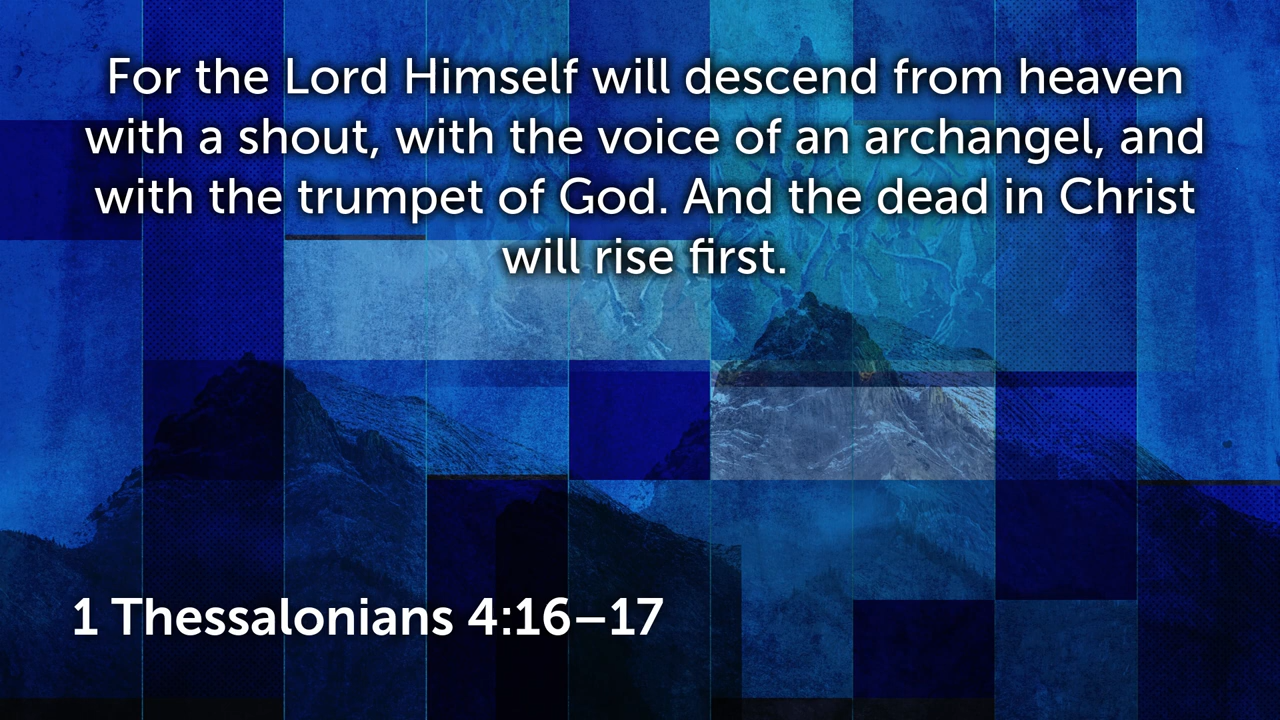 For the Lord Himself will descend from heaven
with a shout, with the voice of an archangel, and
with the trumpet of God. And the dead in Christ
will rise first.
1 Thessalonians 4:16–17